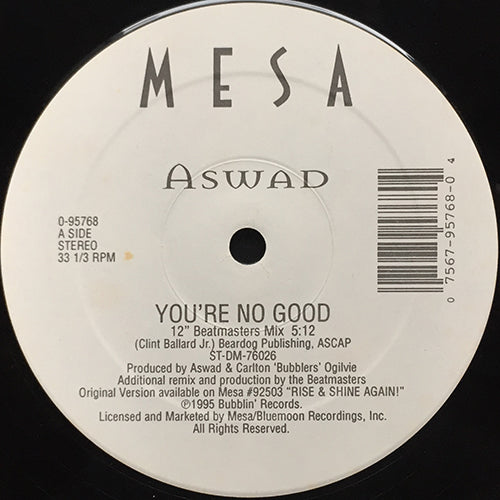 MESA
ASWAD
0-95768
A SIDE
STEREO
33 1/3 RPM
0 7567-95768-0 4
YOU'RE NO GOOD
12" Beatmasters Mix 5:12
(Clint Ballard Jr.) Beardog Publishing, ASCAP
ST-DM-76026
Produced by Aswad & Carlton 'Bubblers' Ogilvie
Additional remix and production by the Beatmasters
Original Version available on Mesa #92503 "RISE & SHINE AGAIN!"
℗1995 Bubblin' Records.
Licensed and Marketed by Mesa/Bluemoon Recordings, Inc.
All Rights Reserved.